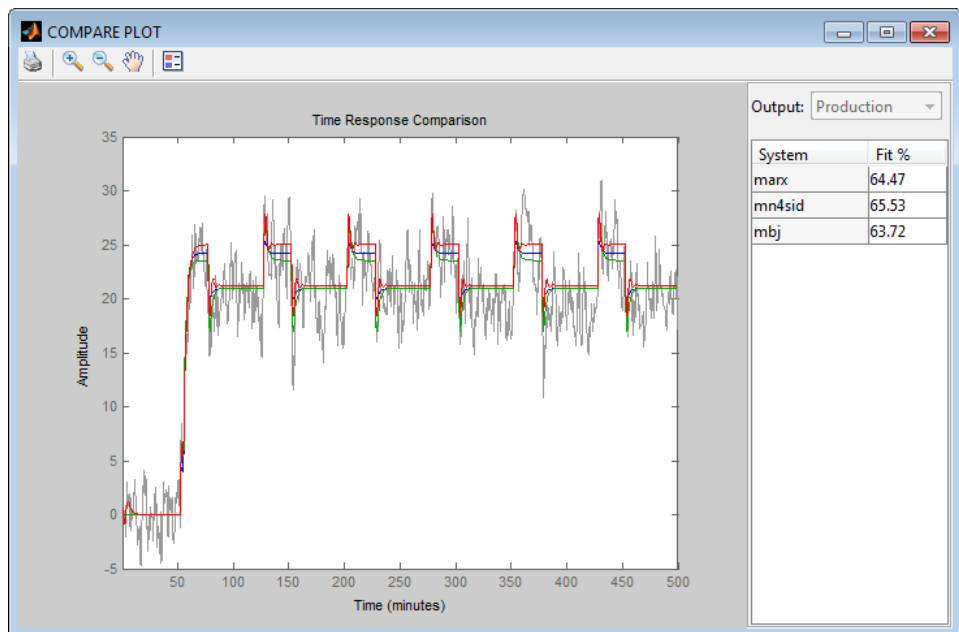 COMPARE PLOT
Time Response Comparison
Amplitude
35
30
25
20
15
10
5
0
-5
50 100 150 200 250 300 350 400 450 500
Time (minutes)
Output: Production
System Fit %
marx 64.47
mn4sid 65.53
mbj 63.72